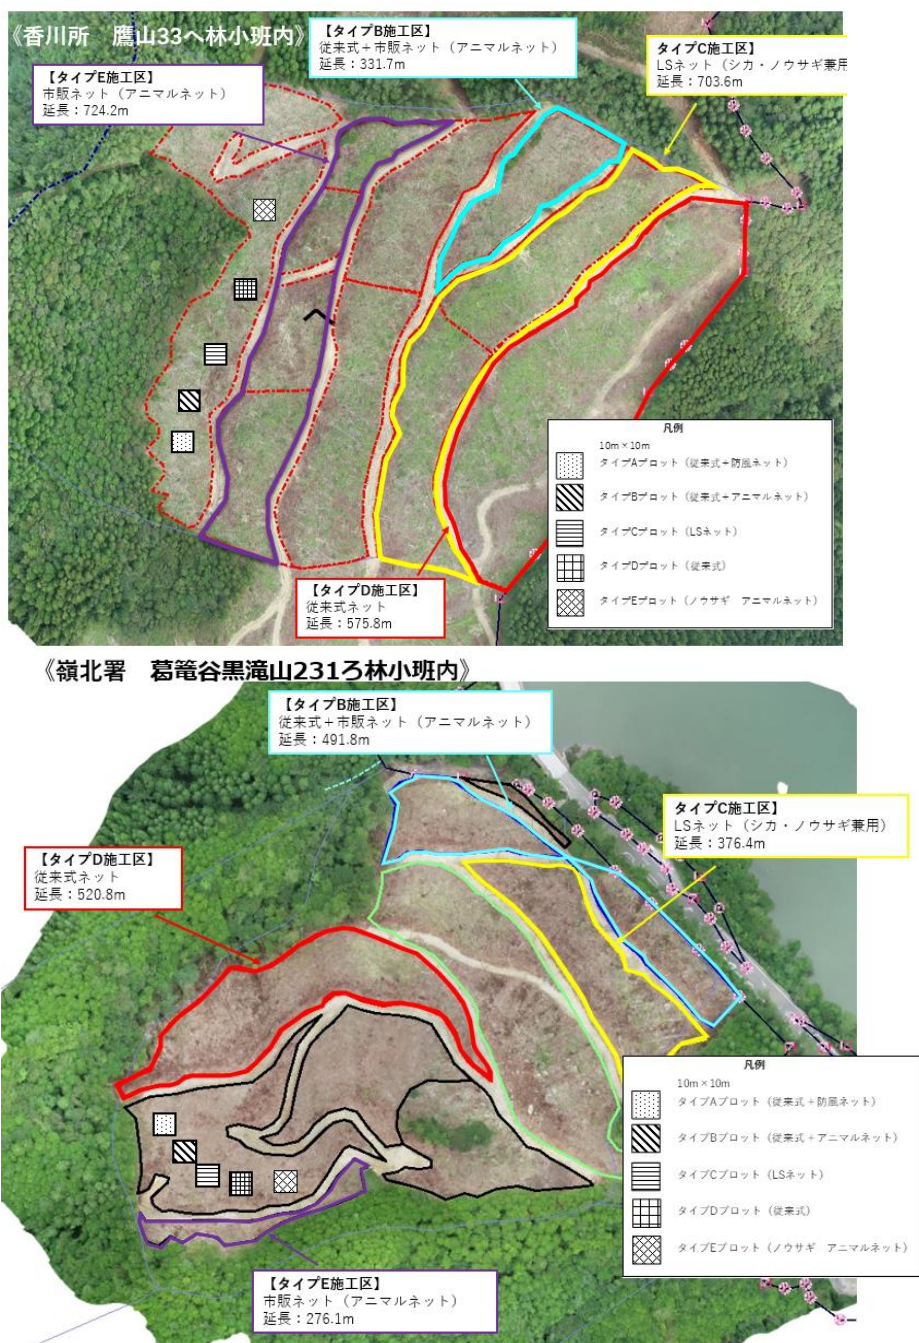 《香川所　鷹山33へ林小班内》
【タイプB施工区】
従来式＋市販ネット（アニマルネット）
延長：331.7m
タイプC施工区】
LSネット（シカ・ノウサギ兼用
延長：703.6m
【タイプE施工区】
市販ネット（アニマルネット）
延長：724.2m
へ
凡例
10m×10m
タイプAプロット（従来式＋防風ネット）
タイプBプロット（従来式＋アニマルネット）
タイプCプロット（LSネット）
タイプDプロット（従来式）
タイプEプロット（ノウサギ　アニマルネット）
【タイプD施工区】
従来式ネット
延長：575.8m
《嶺北署　葛篭谷黒滝山231ろ林小班内》
【タイプB施工区】
従来式＋市販ネット（アニマルネット）
延長：491.8m
タイプC施工区】
LSネット（シカ・ノウサギ兼用）
延長：376.4m
【タイプD施工区】
従来式ネット
延長：520.8m
凡例
10m×10m
タイプAプロット（従来式＋防風ネット）
タイプBプロット（従来式＋アニマルネット）
タイプCプロット（LSネット）
タイプDプロット（従来式）
タイプEプロット（ノウサギ　アニマルネット）
【タイプE施工区】
市販ネット（アニマルネット）
延長：276.1m